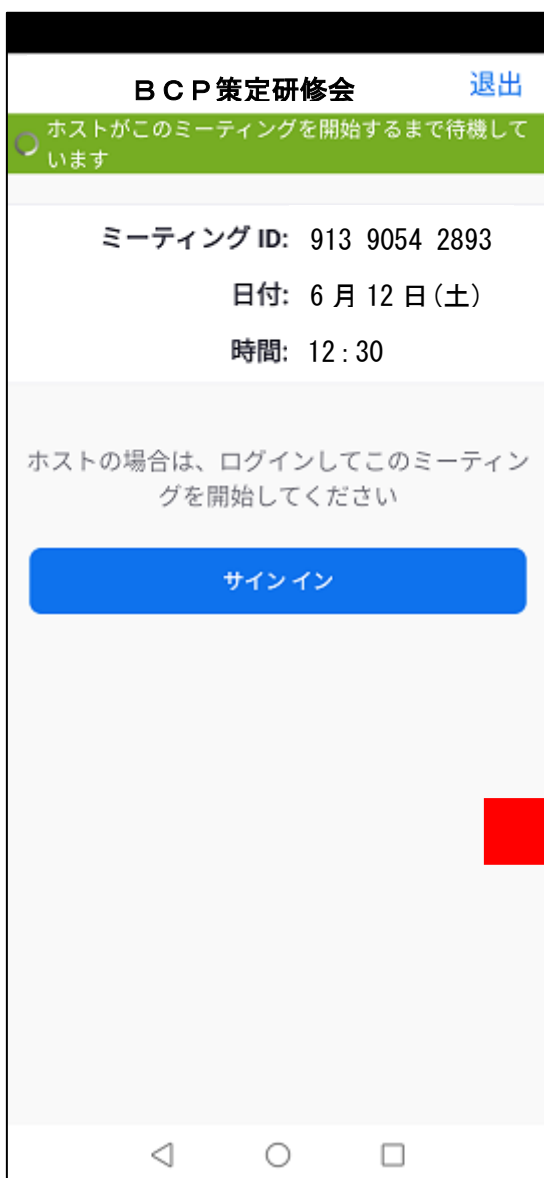 BCP策定研修会 退出
ホストがこのミーティングを開始するまで待機して
います
ミーティング ID: 913 9054 2893
日付: 6月12日(土)
時間: 12:30
ホストの場合は、ログインしてこのミーティン
グを開始してください
サイン イン